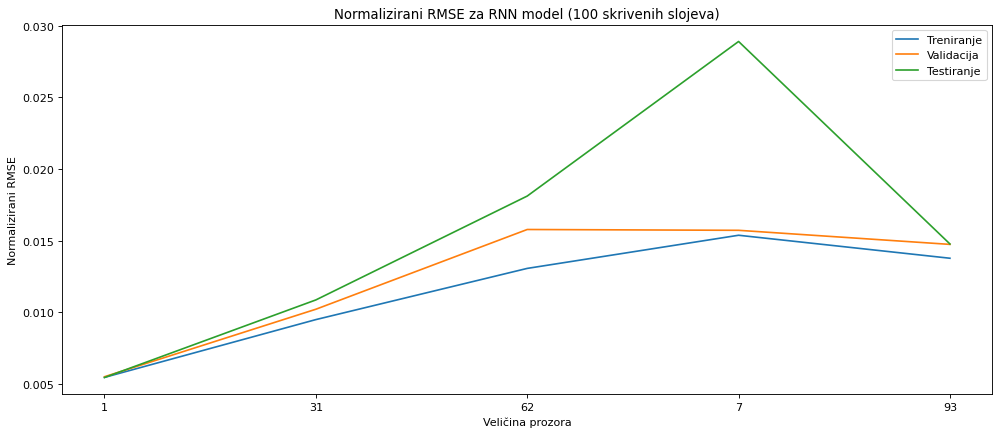 Normalizirani RMSE za RNN model (100 skrivenih slojeva)
Treniranje
Validacija
Testiranje
Normalizirani RMSE
0.030
0.025
0.020
0.015
0.010
0.005
1 31 62 7 93
Veličina prozora